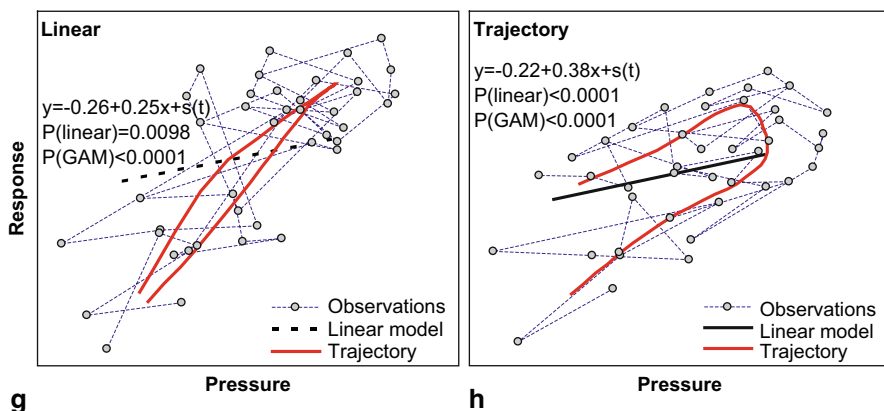 Linear
y=-0.26+0.25x+s(t)
P(linear)=0.0098
P(GAM)<0.0001
Response
Observations
Linear model
Trajectory
Pressure
g
Trajectory
y=-0.22+0.38x+s(t)
P(linear)<0.0001
P(GAM)<0.0001
Observations
Linear model
Trajectory
Pressure
h